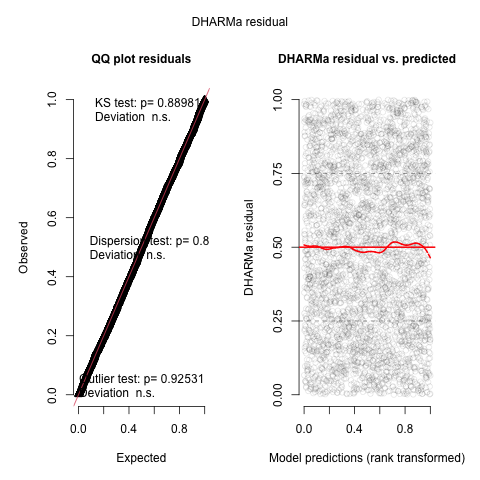 DHARMa residual
QQ plot residuals
KS test: p= 0.88981
Deviation n.s.
Dispersion test: p= 0.8
Deviation n.s.
Outlier test: p= 0.92531
Deviation n.s.
Observed
0.0 0.2 0.4 0.6 0.8 1.0
0.0 0.4 0.8
Expected
DHARMa residual vs. predicted
DHARMa residual
0.00 0.25 0.50 0.75 1.00
0.0 0.4 0.8
Model predictions (rank transformed)